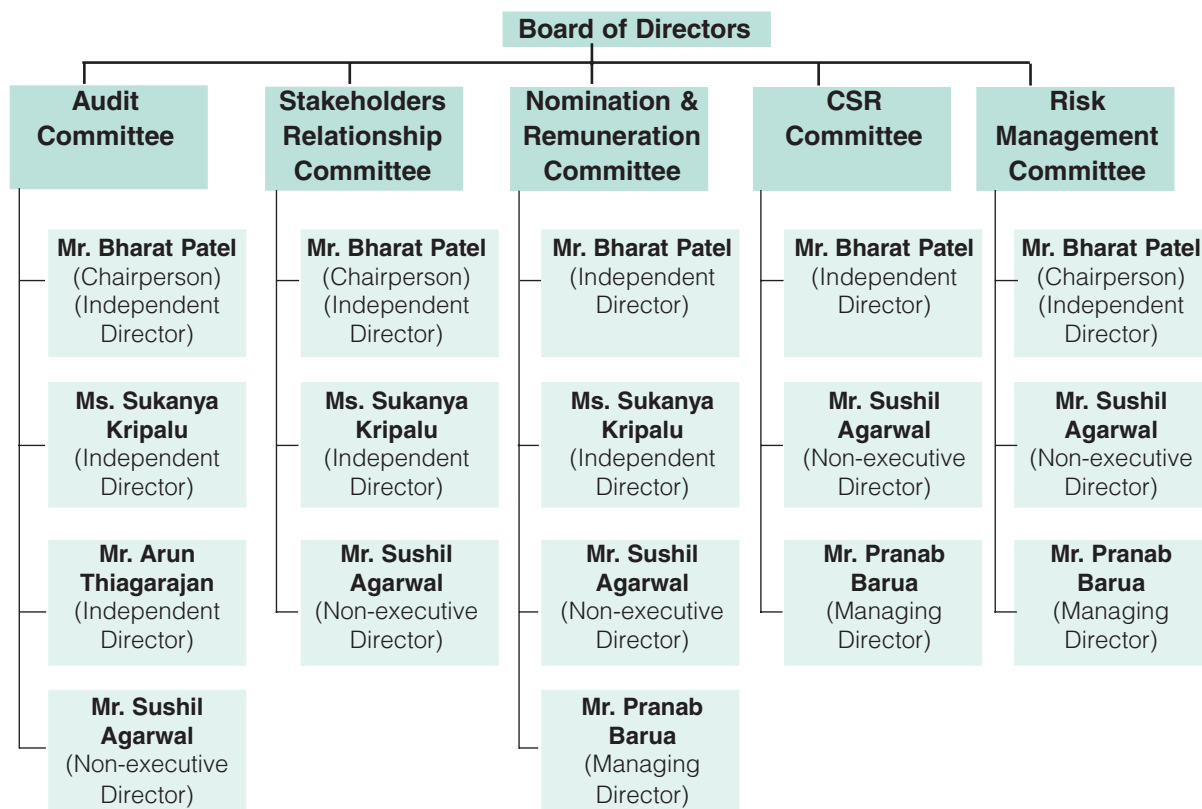 Board of Directors
Audit
Committee
Stakeholders
Relationship
Committee
Nomination &
Remuneration
Committee
CSR
Committee
Risk
Management
Committee
Mr. Bharat Patel
(Chairperson)
(Independent
Director)
Ms. Sukanya
Kripalu
(Independent
Director)
Mr. Arun
Thiagarajan
(Independent
Director)
Mr. Sushil
Agarwal
(Non-executive
Director)
Mr. Bharat Patel
(Chairperson)
(Independent
Director)
Ms. Sukanya
Kripalu
(Independent
Director)
Mr. Sushil
Agarwal
(Non-executive
Director)
Mr. Bharat Patel
(Independent
Director)
Ms. Sukanya
Kripalu
(Independent
Director)
Mr. Sushil
Agarwal
(Non-executive
Director)
Mr. Pranab
Barua
(Managing
Director)
Mr. Bharat Patel
(Independent
Director)
Mr. Sushil
Agarwal
(Non-executive
Director)
Mr. Pranab
Barua
(Managing
Director)
Mr. Bharat Patel
(Chairperson)
(Independent
Director)
Mr. Sushil
Agarwal
(Non-executive
Director)
Mr. Pranab
Barua
(Managing
Director)